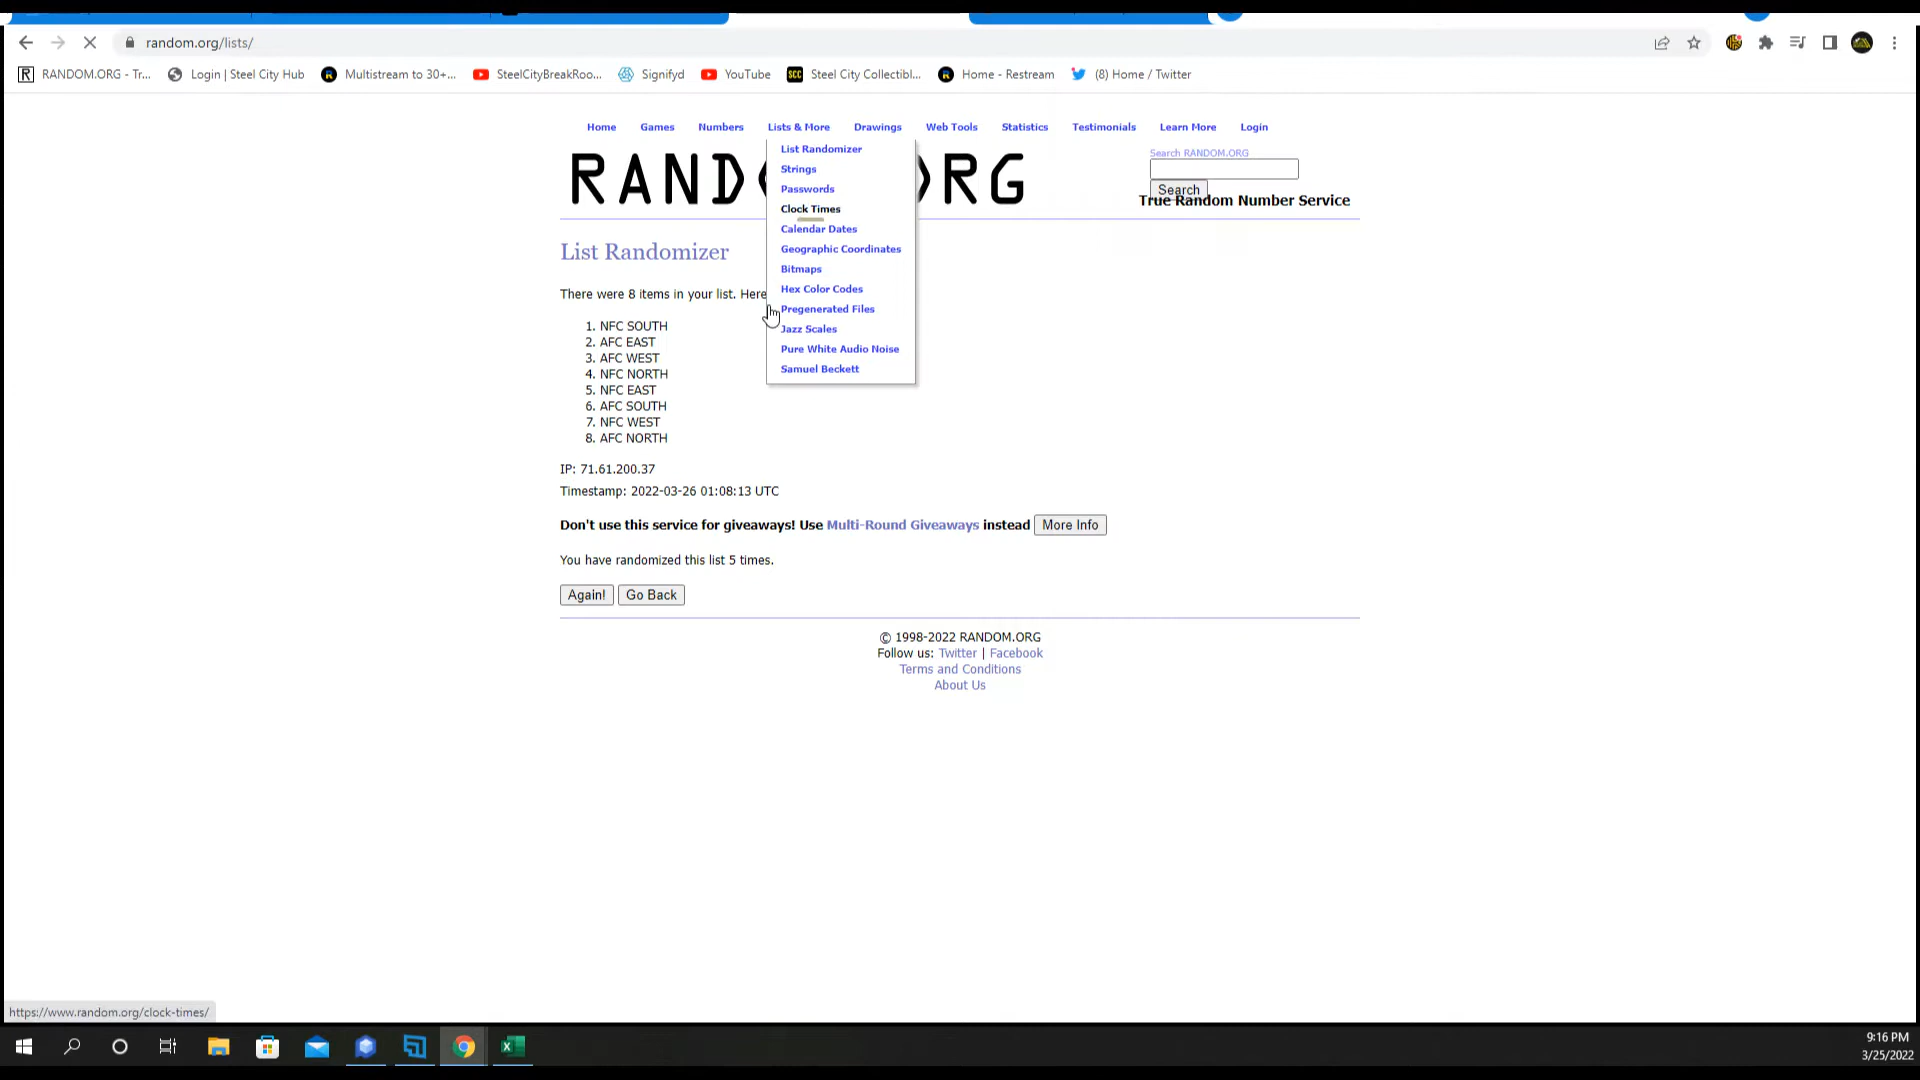 random.org/lists/
RANDOM.ORG - Tr... Login | Steel City Hub Multistream to 30+... SteelCityBreakRoo... Signifyd YouTube SCC Steel City Collectibl... Home - Restream (8) Home / Twitter
Home Games Numbers Lists & More Drawings Web Tools Statistics Testimonials Learn More Login
List Randomizer
Strings
Passwords
Clock Times
Calendar Dates
Geographic Coordinates
Bitmaps
Hex Color Codes
Pregenerated Files
Jazz Scales
Pure White Audio Noise
Samuel Beckett
Search RANDOM.ORG
Search
True Random Number Service
List Randomizer
There were 8 items in your list. Here
1. NFC SOUTH
2. AFC EAST
3. AFC WEST
4. NFC NORTH
5. NFC EAST
6. AFC SOUTH
7. NFC WEST
8. AFC NORTH
IP: 71.61.200.37
Timestamp: 2022-03-26 01:08:13 UTC
Don't use this service for giveaways! Use Multi-Round Giveaways instead More Info
You have randomized this list 5 times.
Again! Go Back
© 1998-2022 RANDOM.ORG
Follow us: Twitter | Facebook
Terms and Conditions
About Us
https://www.random.org/clock-times/
9:16 PM
3/25/2022